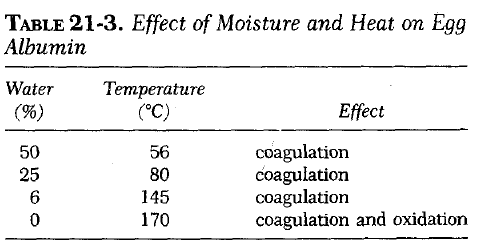 TABLE 21-3. Effect of Moisture and Heat on Egg
Albumin
Water Temperature
(%) (°C) Effect
50 56 coagulation
25 80 coagulation
6 145 coagulation
0 170 coagulation and oxidation